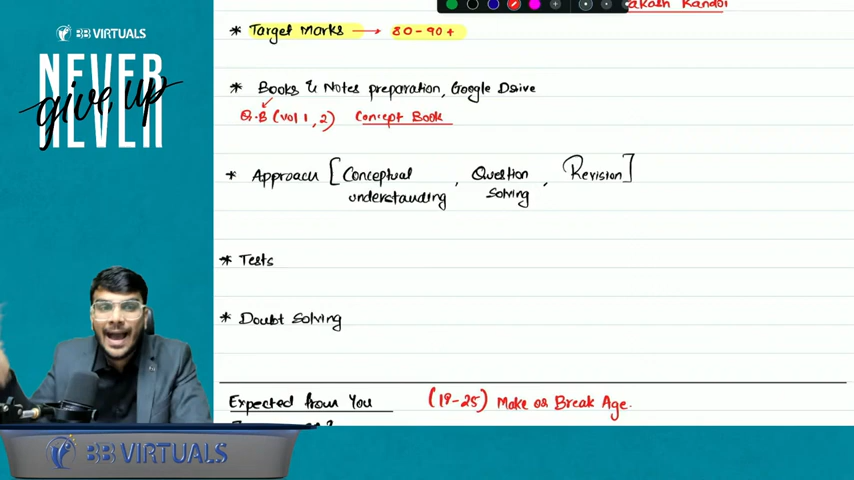 BB VIRTUALS
NEVER
give up
NEVER
akash Kandoi
* Target Marks → 80-90+
* Books & Notes preparation, Google Drive
Q.B (Vol 1, 2) Concept Book
* Approach [Conceptual understanding, Question Solving, Revision]
* Tests
* Doubt Solving
Expected from You (19-25) Make or Break Age.
BB VIRTUALS